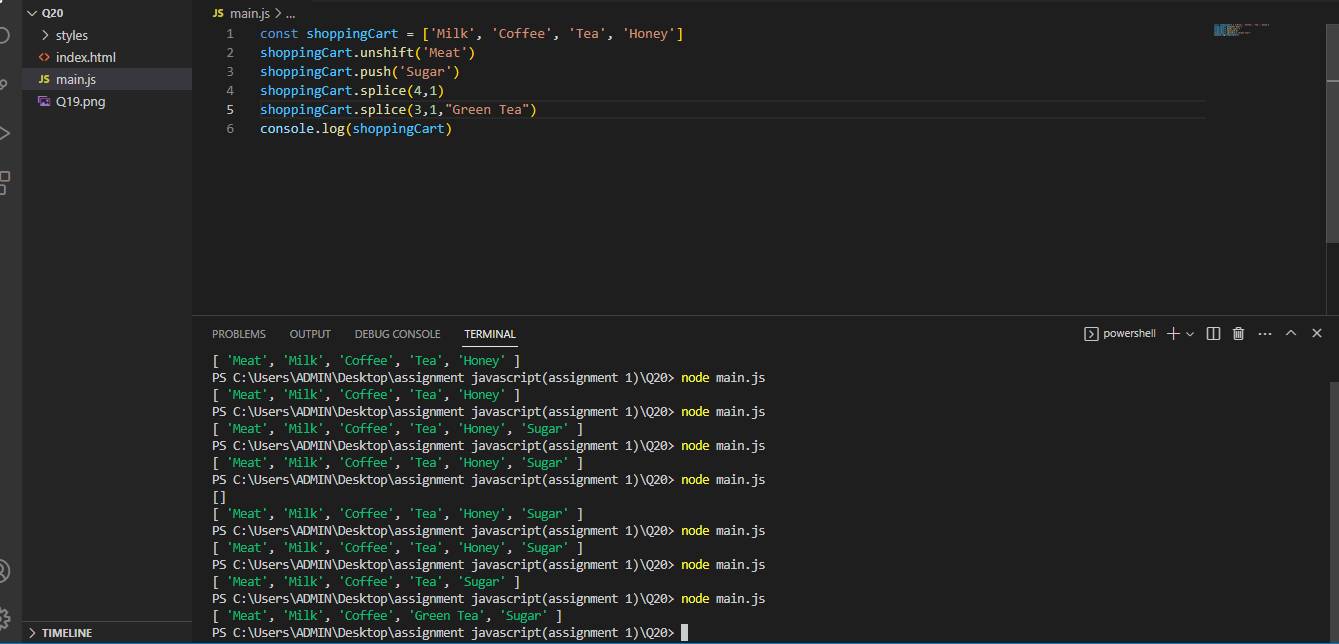 Q20
styles
index.html
JS main.js
Q19.png
TIMELINE
JS main.js > ...
1 const shoppingCart = ['Milk', 'Coffee', 'Tea', 'Honey']
2 shoppingCart.unshift('Meat')
3 shoppingCart.push('Sugar')
4 shoppingCart.splice(4,1)
5 shoppingCart.splice(3,1,"Green Tea")
6 console.log(shoppingCart)
PROBLEMS OUTPUT DEBUG CONSOLE TERMINAL powershell
[ 'Meat', 'Milk', 'Coffee', 'Tea', 'Honey' ]
PS C:\Users\ADMIN\Desktop\assignment javascript(assignment 1)\Q20> node main.js
[ 'Meat', 'Milk', 'Coffee', 'Tea', 'Honey' ]
PS C:\Users\ADMIN\Desktop\assignment javascript(assignment 1)\Q20> node main.js
[ 'Meat', 'Milk', 'Coffee', 'Tea', 'Honey', 'Sugar' ]
PS C:\Users\ADMIN\Desktop\assignment javascript(assignment 1)\Q20> node main.js
[ 'Meat', 'Milk', 'Coffee', 'Tea', 'Honey', 'Sugar' ]
PS C:\Users\ADMIN\Desktop\assignment javascript(assignment 1)\Q20> node main.js
[]
[ 'Meat', 'Milk', 'Coffee', 'Tea', 'Honey', 'Sugar' ]
PS C:\Users\ADMIN\Desktop\assignment javascript(assignment 1)\Q20> node main.js
[ 'Meat', 'Milk', 'Coffee', 'Tea', 'Honey', 'Sugar' ]
PS C:\Users\ADMIN\Desktop\assignment javascript(assignment 1)\Q20> node main.js
[ 'Meat', 'Milk', 'Coffee', 'Tea', 'Sugar' ]
PS C:\Users\ADMIN\Desktop\assignment javascript(assignment 1)\Q20> node main.js
[ 'Meat', 'Milk', 'Coffee', 'Green Tea', 'Sugar' ]
PS C:\Users\ADMIN\Desktop\assignment javascript(assignment 1)\Q20>